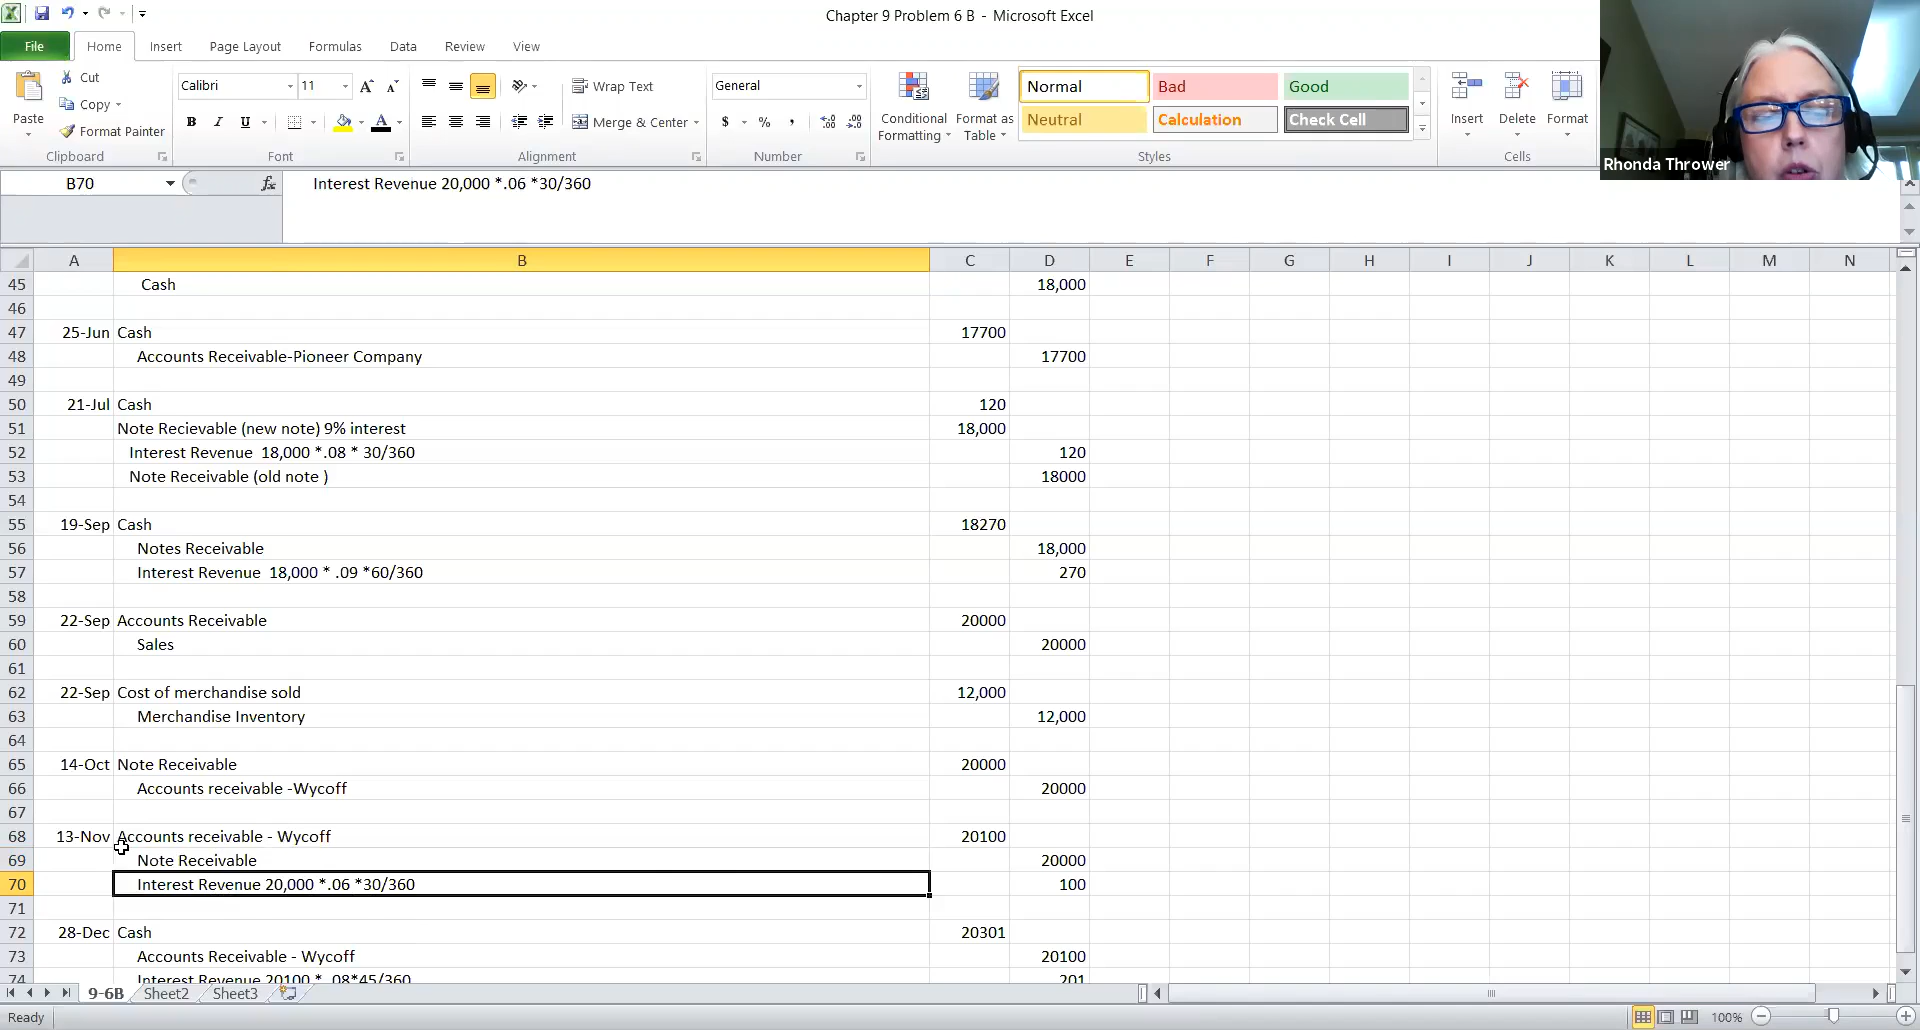 Chapter 9 Problem 6 B - Microsoft Excel
File Home Insert Page Layout Formulas Data Review View
Paste
Cut
Copy
Format Painter
Clipboard
Calibri 11 A A
B I U A
Font
Wrap Text
Merge & Center
Alignment
General
$ % ,
Number
Conditional Formatting
Format as Table
Normal Bad Good
Neutral Calculation Check Cell
Styles
Insert Delete Format
Cells
Rhonda Thrower
B70 fx Interest Revenue 20,000 *.06 *30/360
A B C D E F G H I J K L M N
45 Cash 18,000
46
47 25-Jun Cash 17700
48 Accounts Receivable-Pioneer Company 17700
49
50 21-Jul Cash 120
51 Note Recievable (new note) 9% interest 18,000
52 Interest Revenue 18,000 *.08 * 30/360 120
53 Note Receivable (old note ) 18000
54
55 19-Sep Cash 18270
56 Notes Receivable 18,000
57 Interest Revenue 18,000 * .09 *60/360 270
58
59 22-Sep Accounts Receivable 20000
60 Sales 20000
61
62 22-Sep Cost of merchandise sold 12,000
63 Merchandise Inventory 12,000
64
65 14-Oct Note Receivable 20000
66 Accounts receivable -Wycoff 20000
67
68 13-Nov Accounts receivable - Wycoff 20100
69 Note Receivable 20000
70 Interest Revenue 20,000 *.06 *30/360 100
71
72 28-Dec Cash 20301
73 Accounts Receivable - Wycoff 20100
74 Interest Revenue 20100 * .08*45/360 201
9-6B Sheet2 Sheet3
Ready 100%